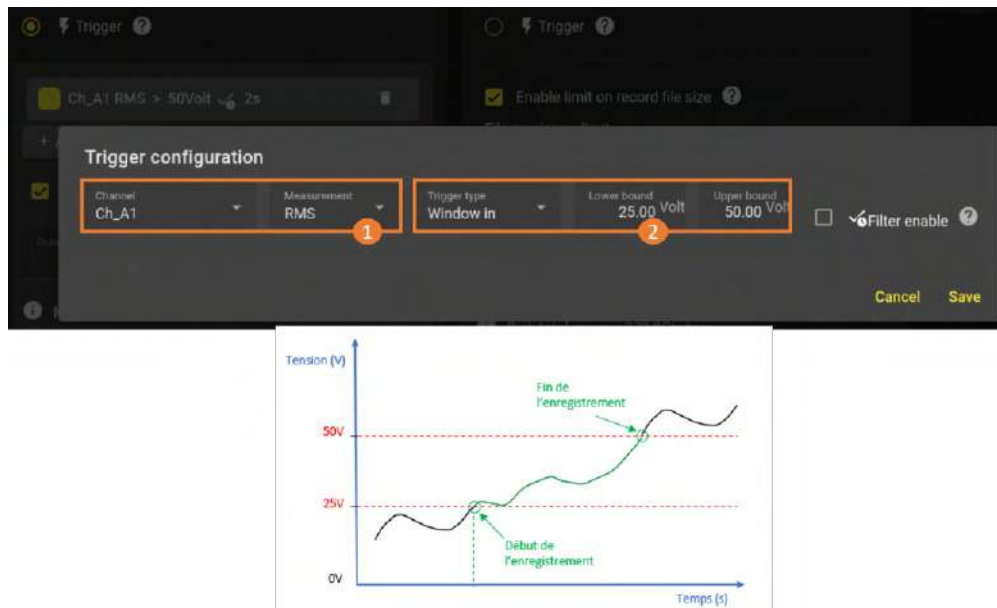 Trigger
Trigger
Ch_A1 RMS > 50Volt 2s
Enable limit on record file size
Trigger configuration
Channel
Ch_A1
Measurement
RMS
1
Trigger type
Window in
Lower bound
25.00 Volt
2
Upper bound
50.00 Volt
Filter enable
Cancel
Save
Tension (V)
Fin de
l'enregistrement
50V
25V
Début de
l'enregistrement
0V
Temps (s)